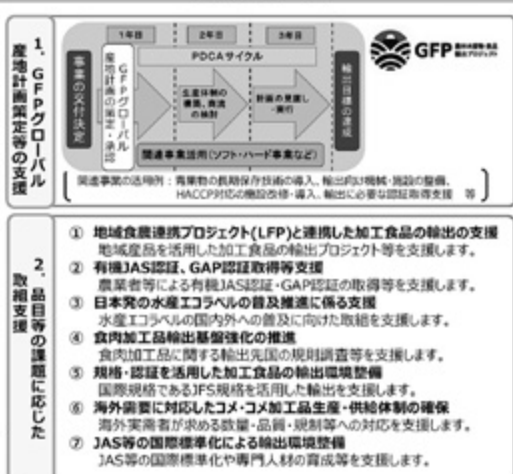 1．GFPグローバル産地計画策定等の支援
1年目
2年目
3年目
PDCAサイクル
事業の交付決定
GFPグローバル産地計画の策定・承認
生産体制の
構築、商流
の検討
計画の見直し
・実行
輸出目標の達成
関連事業活用（ソフト・ハード事業など）
GFP 農林水産物・食品
輸出プロジェクト
関連事業の活用例：青果物の長期保存技術の導入、輸出向け機械・施設の整備、
HACCP対応の施設改修・導入、輸出に必要な認証取得支援 等
2．品目等の課題に応じた取組支援
① 地域食農連携プロジェクト(LFP)と連携した加工食品の輸出の支援
地域産品を活用した加工食品の輸出プロジェクト等を支援します。
② 有機JAS認証、GAP認証取得等支援
農業者等による有機JAS認証・GAP認証の取得等を支援します。
③ 日本発の水産エコラベルの普及推進に係る支援
水産エコラベルの国内外への普及に向けた取組を支援します。
④ 食肉加工品輸出基盤強化の推進
食肉加工品に関する輸出先国の規則調査等を支援します。
⑤ 規格・認証を活用した加工食品の輸出環境整備
国際規格であるJFS規格を活用した輸出を支援します。
⑥ 海外需要に対応したコメ・コメ加工品生産・供給体制の確保
海外実需者が求める数量・品質・規制等への対応を支援します。
⑦ JAS等の国際標準化による輸出環境整備
JAS等の国際標準化や専門人材の育成等を支援します。